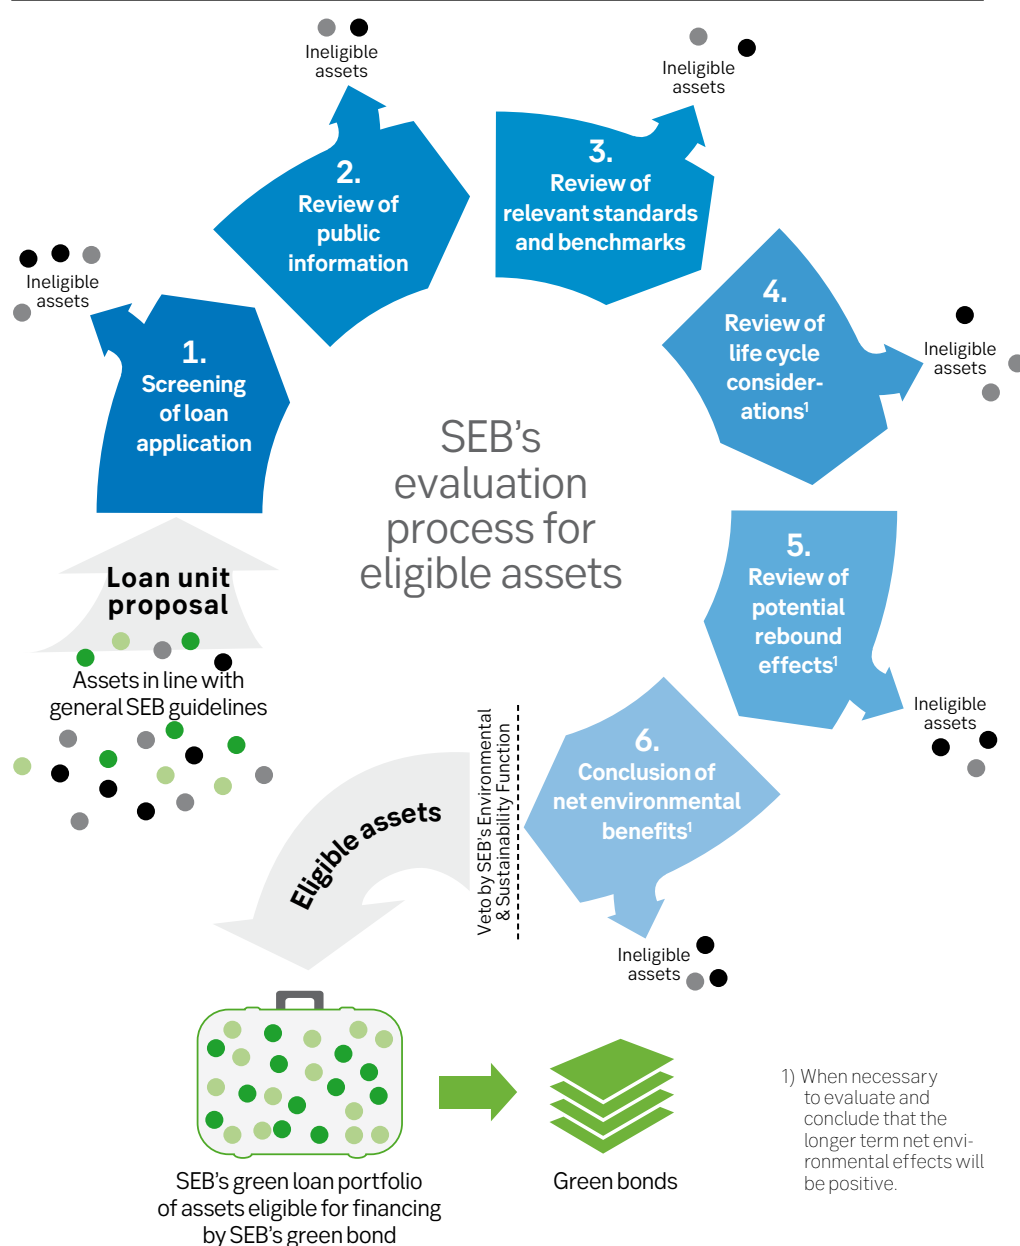 Ineligible
assets
Ineligible
assets
2.
Review of
public
information
3.
Review of
relevant standards
and benchmarks
Ineligible
assets
1.
Screening
of loan
application
4.
Review of
life cycle
consider-
ations¹
Ineligible
assets
SEB's
evaluation
process for
eligible assets
Loan unit
proposal
Assets in line with
general SEB guidelines
5.
Review of
potential
rebound
effects¹
Ineligible
assets
6.
Conclusion of
net environmental
benefits¹
Veto by SEB's Environmental
& Sustainability Function
Eligible assets
Ineligible
assets
SEB's green loan portfolio
of assets eligible for financing
by SEB's green bond
Green bonds
1) When necessary
to evaluate and
conclude that the
longer term net envi-
ronmental effects will
be positive.